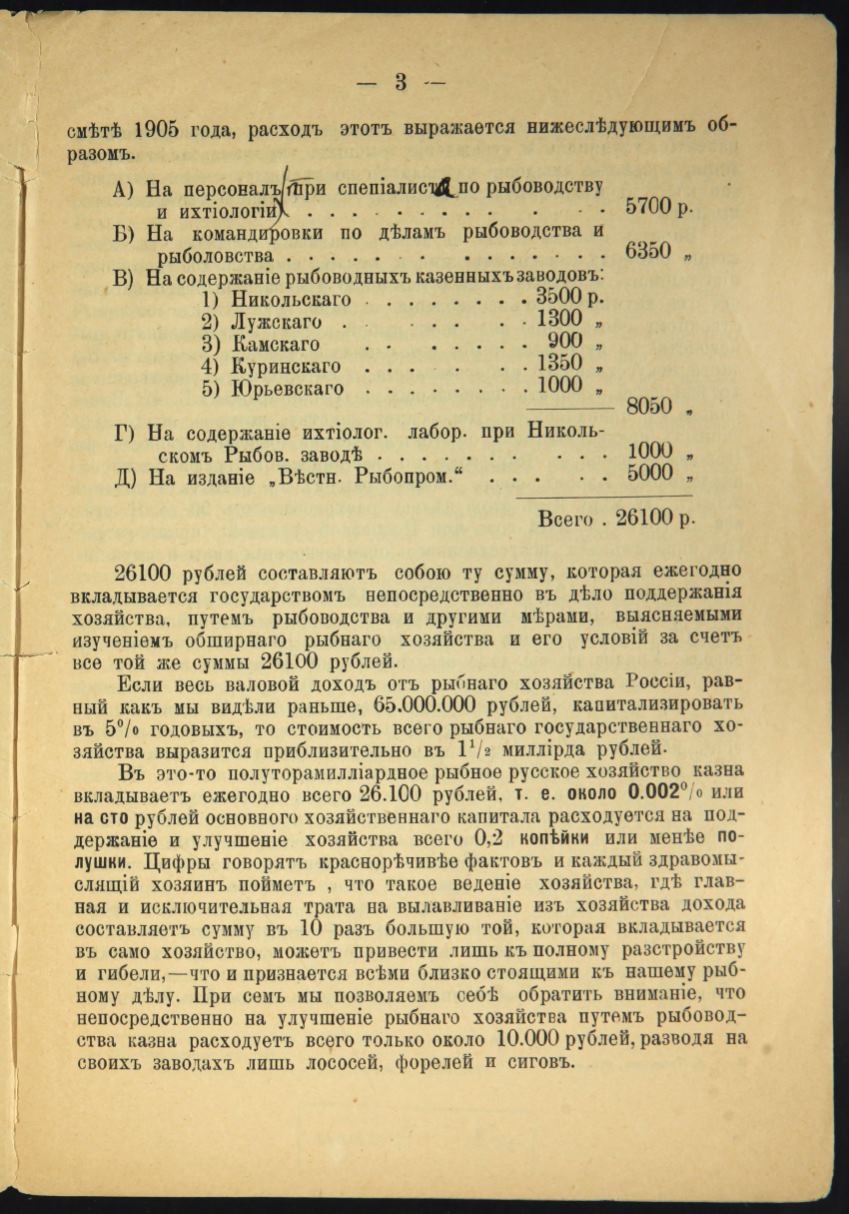 — 3 —
смѣтѣ 1905 года, расходъ этотъ выражается нижеслѣдующимъ об-
разомъ.
А) На персоналъ (при спеціалиста по рыбоводству
и ихтіологіи) . . . . . . . . . . . 5700 р.
Б) На командировки по дѣламъ рыбоводства и
рыболовства . . . . . . . . . . . . . 6350 „
В) На содержаніе рыбоводныхъ казенныхъ заводовъ:
1) Никольскаго . . . . . . . . 3500 р.
2) Лужскаго . . . . . . 1300 „
3) Камскаго . . . . . . . 900 „
4) Куринскаго . . . . . . 1350 „
5) Юрьевскаго . . . . . . . . 1000 „
8050 „
Г) На содержаніе ихтіолог. лабор. при Николь-
скомъ Рыбов. заводѣ . . . . . . . . . . 1000 „
Д) На изданіе „Вѣстн. Рыбопром.“ . . . . . 5000 „
Всего . 26100 р.
26100 рублей составляютъ собою ту сумму, которая ежегодно
вкладывается государствомъ непосредственно въ дѣло поддержанія
хозяйства, путемъ рыбоводства и другими мѣрами, выясняемыми
изученіемъ обширнаго рыбнаго хозяйства и его условій за счетъ
все той же суммы 26100 рублей.
Если весь валовой доходъ отъ рыбнаго хозяйства Россіи, рав-
ный какъ мы видѣли раньше, 65.000.000 рублей, капитализировать
въ 5% годовыхъ, то стоимость всего рыбнаго государственнаго хо-
зяйства выразится приблизительно въ 1½ миллірда рублей.
Въ это-то полуторамилліардное рыбное русское хозяйство казна
вкладываетъ ежегодно всего 26.100 рублей, т. е. около 0.002% или
на сто рублей основного хозяйственнаго капитала расходуется на под-
держаніе и улучшеніе хозяйства всего 0,2 копѣйки или менѣе по-
лушки. Цифры говорятъ краснорѣчивѣе фактовъ и каждый здравомы-
слящій хозяинъ пойметъ , что такое веденіе хозяйства, гдѣ глав-
ная и исключительная трата на вылавливаніе изъ хозяйства дохода
составляетъ сумму въ 10 разъ большую той, которая вкладывается
въ само хозяйство, можетъ привести лишь къ полному разстройству
и гибели,—что и признается всѣми близко стоящими къ нашему рыб-
ному дѣлу. При семъ мы позволяемъ себѣ обратить вниманіе, что
непосредственно на улучшеніе рыбнаго хозяйства путемъ рыбовод-
ства казна расходуетъ всего только около 10.000 рублей, разводя на
своихъ заводахъ лишь лососей, форелей и сиговъ.